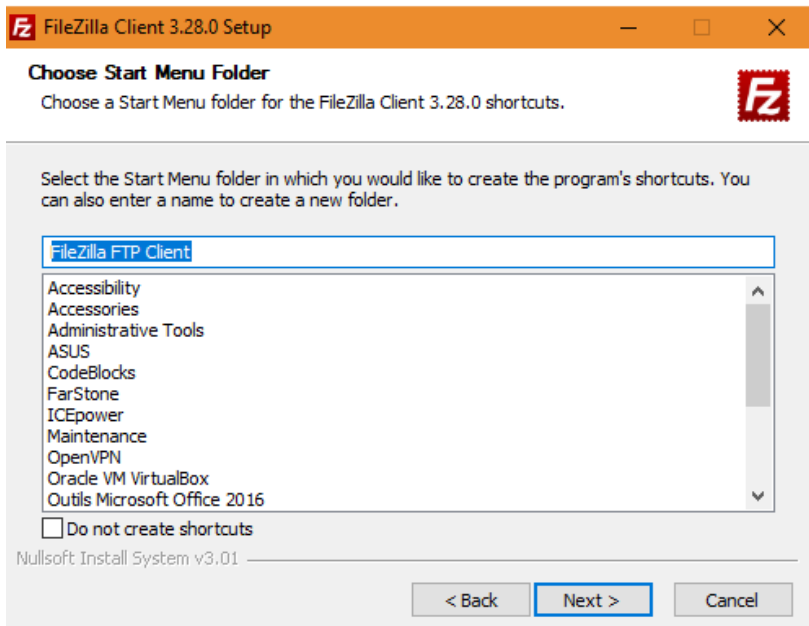 FileZilla Client 3.28.0 Setup
Choose Start Menu Folder
Choose a Start Menu folder for the FileZilla Client 3.28.0 shortcuts.
Fz
Select the Start Menu folder in which you would like to create the program's shortcuts. You
can also enter a name to create a new folder.
FileZilla FTP Client
Accessibility
Accessories
Administrative Tools
ASUS
CodeBlocks
FarStone
ICEpower
Maintenance
OpenVPN
Oracle VM VirtualBox
Outils Microsoft Office 2016
Do not create shortcuts
Nullsoft Install System v3.01
< Back Next > Cancel